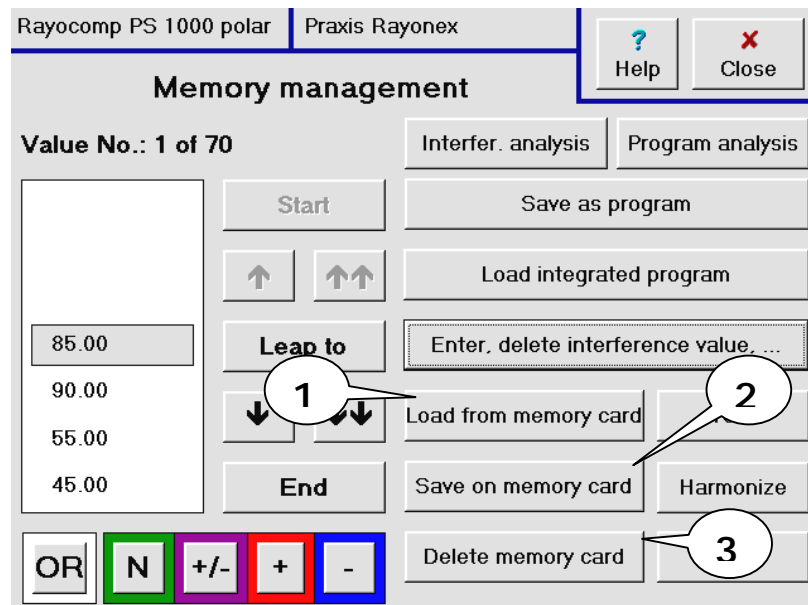 Rayocomp PS 1000 polar
Praxis Rayonex
? Help
x Close
Memory management
Value No.: 1 of 70
Interfer. analysis
Program analysis
Start
Save as program
Load integrated program
85.00
Leap to
Enter, delete interference value, ...
90.00
1
2
Load from memory card
55.00
45.00
End
Save on memory card
Harmonize
Delete memory card
3
OR
N
+/-
+
-